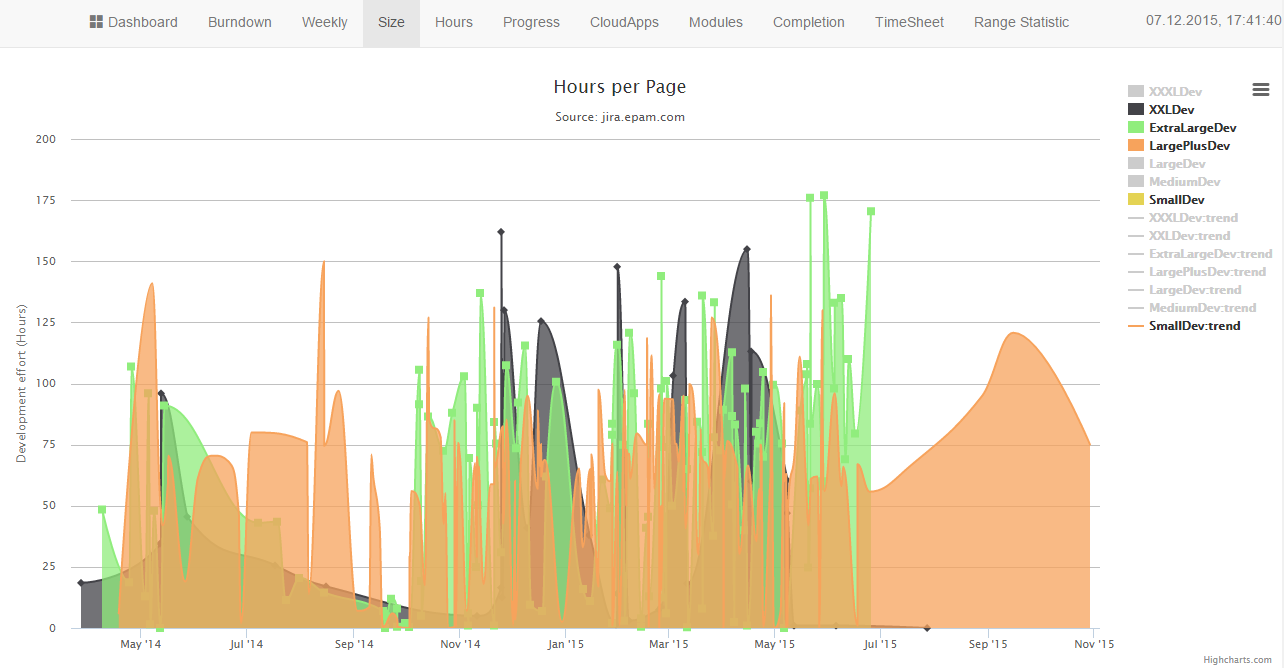 Dashboard Burndown Weekly Size Hours Progress CloudApps Modules Completion TimeSheet Range Statistic 07.12.2015, 17:41:40
Hours per Page
Source: jira.epam.com
XXXLDev
XXLDev
ExtraLargeDev
LargePlusDev
LargeDev
MediumDev
SmallDev
XXXLDev:trend
XXLDev:trend
ExtraLargeDev:trend
LargePlusDev:trend
LargeDev:trend
MediumDev:trend
SmallDev:trend
Development effort (Hours)
200
175
150
125
100
75
50
25
0
May '14 Jul '14 Sep '14 Nov '14 Jan '15 Mar '15 May '15 Jul '15 Sep '15 Nov '15
Highcharts.com